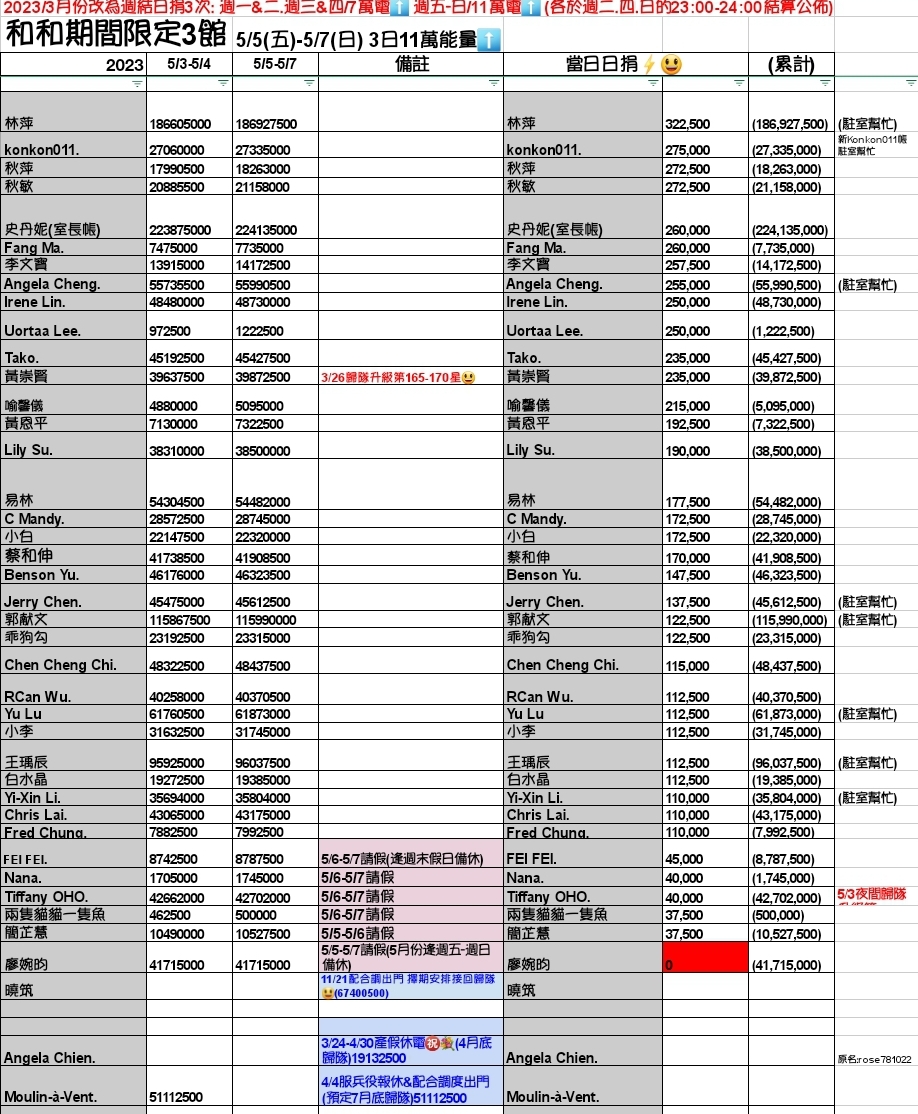 2023/3月份改為週結日捐3次: 週一&二.週三&四/7萬電⬆️ 週五-日/11萬電⬆️ (各於週二.四.日的23:00-24:00結算公佈)
和和期間限定3館 5/5(五)-5/7(日) 3日11萬能量⬆️
2023 5/3-5/4 5/5-5/7 備註 當日日捐⚡😃 (累計)
林萍 186605000 186927500 林萍 322,500 (186,927,500) (駐室幫忙)
konkon011. 27060000 27335000 konkon011. 275,000 (27,335,000) 新Konkon011帳
駐室幫忙
秋萍 17990500 18263000 秋萍 272,500 (18,263,000)
秋敏 20885500 21158000 秋敏 272,500 (21,158,000)
史丹妮(室長帳) 223875000 224135000 史丹妮(室長帳) 260,000 (224,135,000)
Fang Ma. 7475000 7735000 Fang Ma. 260,000 (7,735,000)
李文寶 13915000 14172500 李文寶 257,500 (14,172,500)
Angela Cheng. 55735500 55990500 Angela Cheng. 255,000 (55,990,500) (駐室幫忙)
Irene Lin. 48480000 48730000 Irene Lin. 250,000 (48,730,000)
Uortaa Lee. 972500 1222500 Uortaa Lee. 250,000 (1,222,500)
Tako. 45192500 45427500 Tako. 235,000 (45,427,500)
黃崇賢 39637500 39872500 3/26歸隊升級第165-170星😃 黃崇賢 235,000 (39,872,500)
喻馨儀 4880000 5095000 喻馨儀 215,000 (5,095,000)
黃恩平 7130000 7322500 黃恩平 192,500 (7,322,500)
Lily Su. 38310000 38500000 Lily Su. 190,000 (38,500,000)
易林 54304500 54482000 易林 177,500 (54,482,000)
C Mandy. 28572500 28745000 C Mandy. 172,500 (28,745,000)
小白 22147500 22320000 小白 172,500 (22,320,000)
蔡和伸 41738500 41908500 蔡和伸 170,000 (41,908,500)
Benson Yu. 46176000 46323500 Benson Yu. 147,500 (46,323,500)
Jerry Chen. 45475000 45612500 Jerry Chen. 137,500 (45,612,500) (駐室幫忙)
郭献文 115867500 115990000 郭献文 122,500 (115,990,000) (駐室幫忙)
乖狗勾 23192500 23315000 乖狗勾 122,500 (23,315,000)
Chen Cheng Chi. 48322500 48437500 Chen Cheng Chi. 115,000 (48,437,500)
RCan Wu. 40258000 40370500 RCan Wu. 112,500 (40,370,500)
Yu Lu 61760500 61873000 Yu Lu 112,500 (61,873,000) (駐室幫忙)
小李 31632500 31745000 小李 112,500 (31,745,000)
王瑀辰 95925000 96037500 王瑀辰 112,500 (96,037,500) (駐室幫忙)
白水晶 19272500 19385000 白水晶 112,500 (19,385,000)
Yi-Xin Li. 35694000 35804000 Yi-Xin Li. 110,000 (35,804,000) (駐室幫忙)
Chris Lai. 43065000 43175000 Chris Lai. 110,000 (43,175,000)
Fred Chung. 7882500 7992500 Fred Chung. 110,000 (7,992,500)
FEI FEI. 8742500 8787500 5/6-5/7請假(逢週末假日備休) FEI FEI. 45,000 (8,787,500)
Nana. 1705000 1745000 5/6-5/7請假 Nana. 40,000 (1,745,000)
Tiffany OHO. 42662000 42702000 5/6-5/7請假 Tiffany OHO. 40,000 (42,702,000) 5/3夜間歸隊
兩隻貓貓一隻魚 462500 500000 5/6-5/7請假 兩隻貓貓一隻魚 37,500 (500,000)
簡芷慧 10490000 10527500 5/5-5/6請假 簡芷慧 37,500 (10,527,500)
廖婉昀 41715000 41715000 5/5-5/7請假(5月份逢週五-週日
備休) 廖婉昀 0 (41,715,000)
曉筑 11/21配合調出門 擇期安排接回歸隊
😃(67400500) 曉筑
Angela Chien. 3/24-4/30產假休電㊗️💐(4月底
歸隊)19132500 Angela Chien. 原名:rose781022
Moulin-à-Vent. 51112500 4/4服兵役報休&配合調度出門
(預定7月底歸隊)51112500 Moulin-à-Vent.